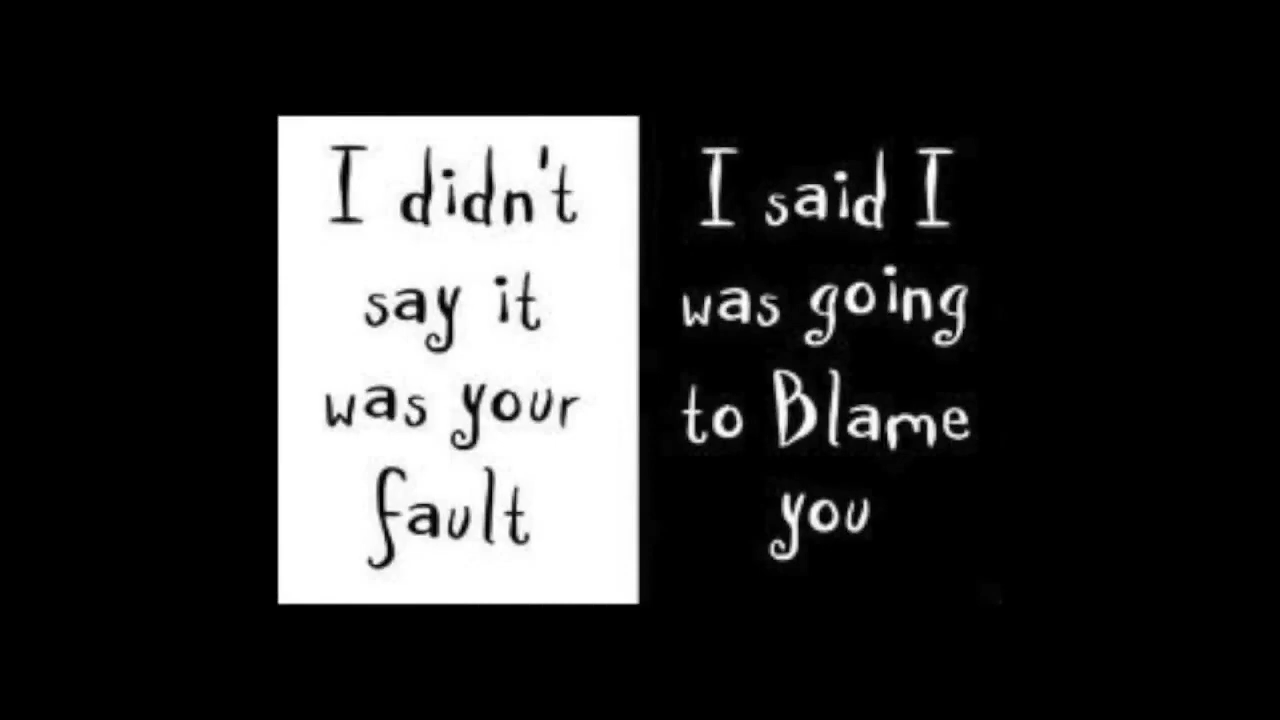 I didn't
say it
was your
fault
I said I
was going
to Blame
you